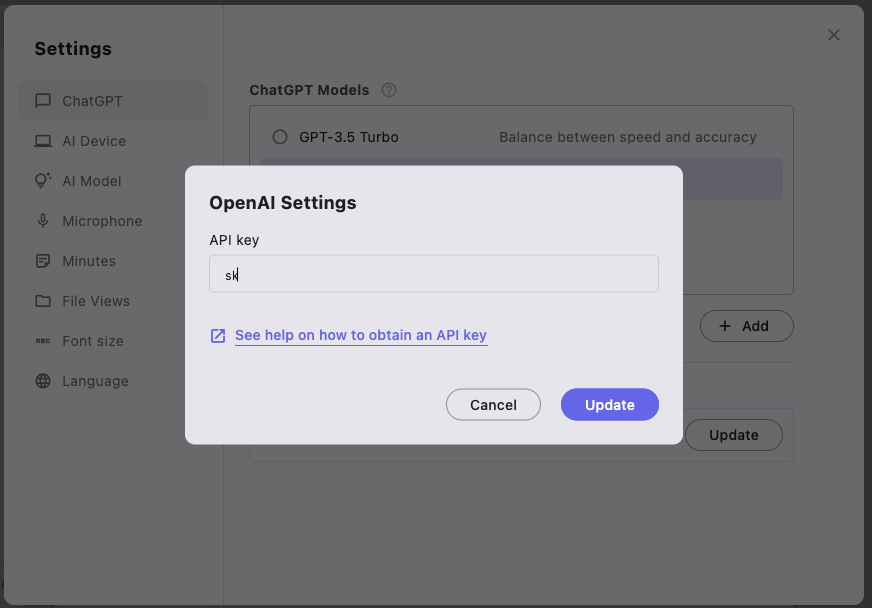 Settings
ChatGPT
AI Device
AI Model
Microphone
Minutes
File Views
ABC Font size
Language
ChatGPT Models ?
GPT-3.5 Turbo Balance between speed and accuracy
OpenAI Settings
API key
sk
See help on how to obtain an API key
Cancel Update
+ Add
Update